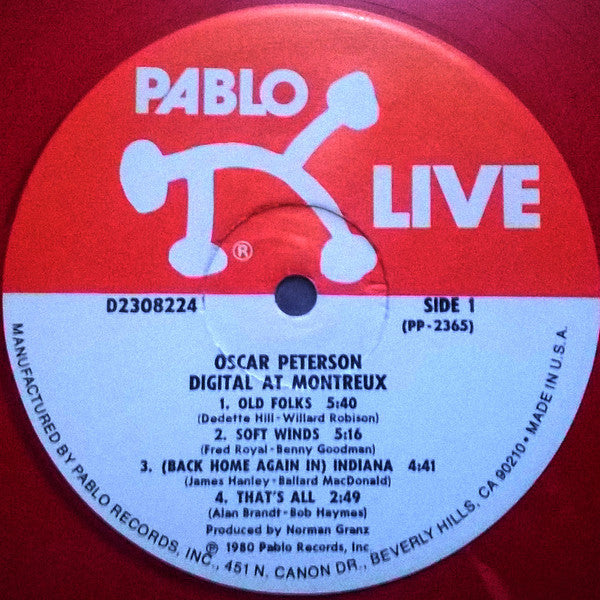 PABLO
LIVE
®
D2308224
SIDE 1
(PP-2365)
OSCAR PETERSON
DIGITAL AT MONTREUX
1. OLD FOLKS 5:40
(Dedette Hill-Willard Robison)
2. SOFT WINDS 5:16
(Fred Royal-Benny Goodman)
3. (BACK HOME AGAIN IN) INDIANA 4:41
(James Hanley-Ballard MacDonald)
4. THAT'S ALL 2:49
(Alan Brandt-Bob Haymes)
Produced by Norman Granz
℗ 1980 Pablo Records, Inc.
MANUFACTURED BY PABLO RECORDS, INC., 451 N. CANON DR., BEVERLY HILLS, CA 90210 • MADE IN U.S.A.